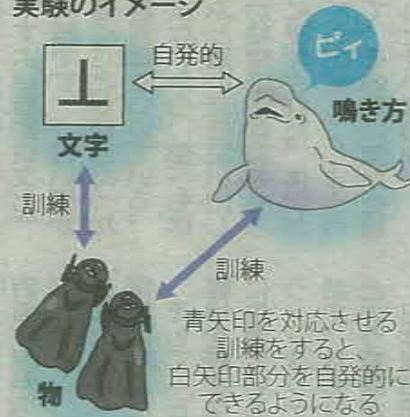 実験のイメージ
自発的
ピィ
⊥
鳴き方
文字
訓練
訓練
物
青矢印を対応させる
訓練をすると、
白矢印部分を自発的に
できるようになる